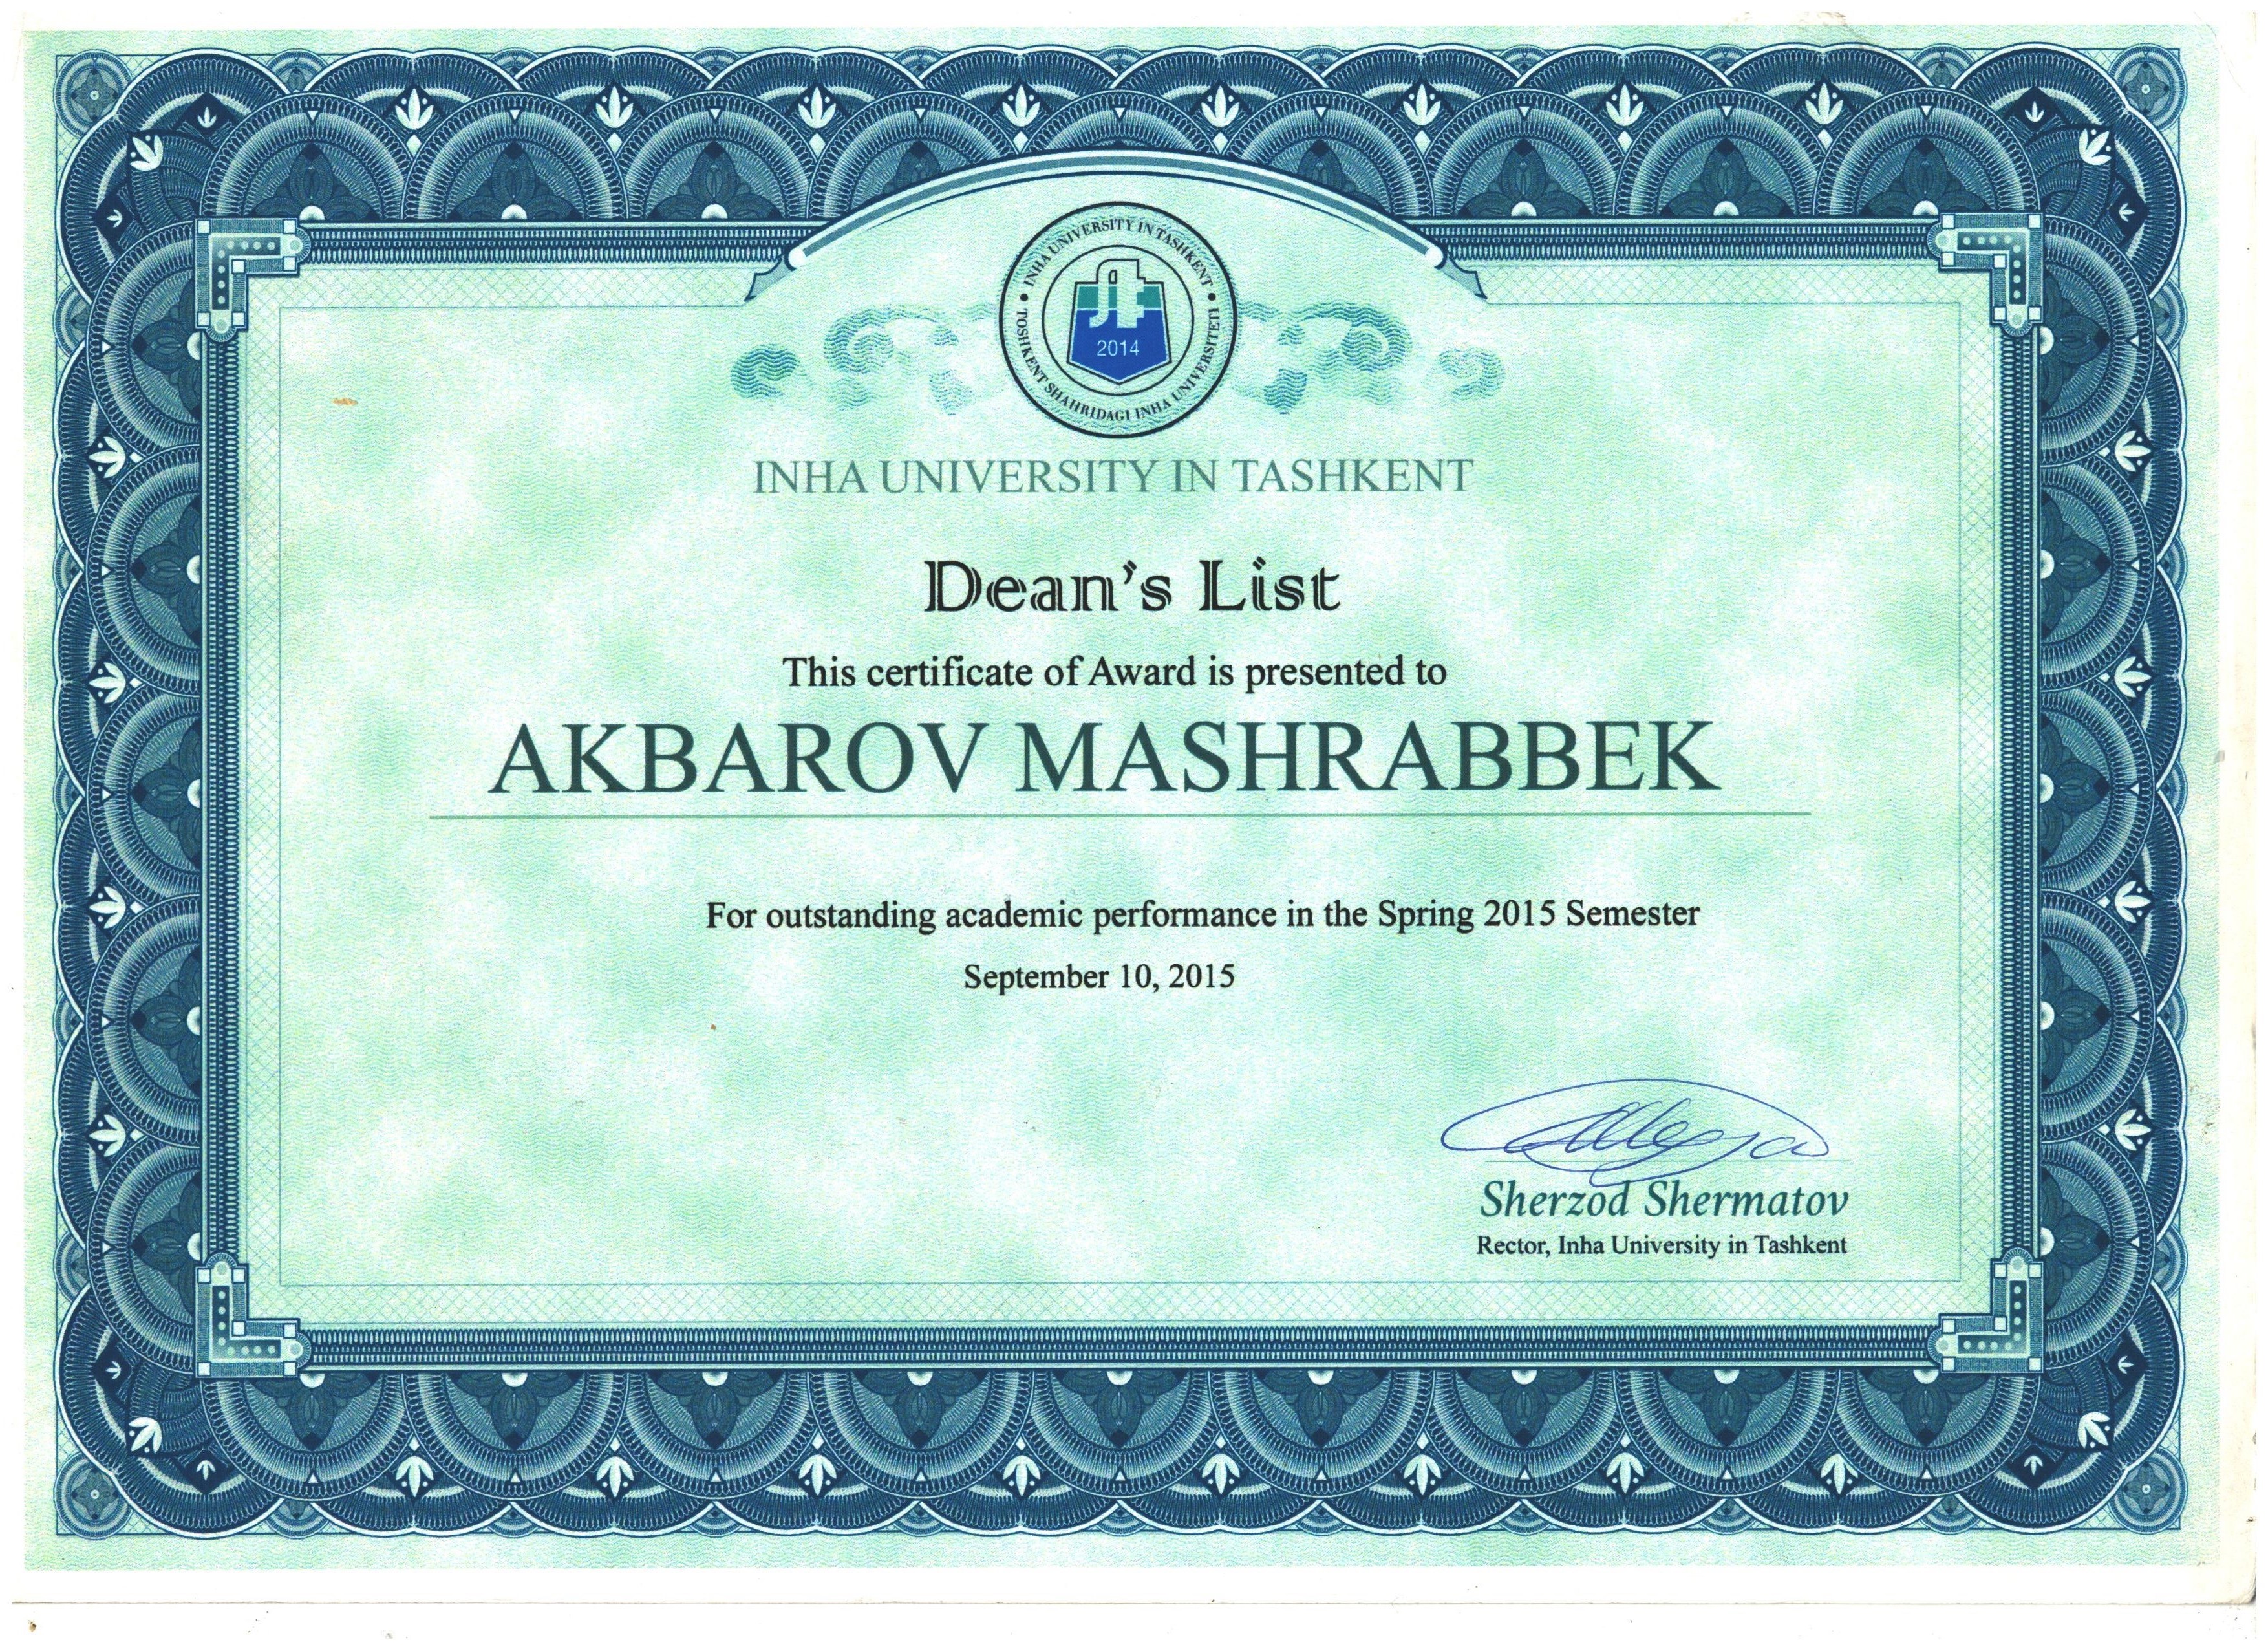 INHA UNIVERSITY IN TASHKENT
TOSHKENT SHAHRIDAGI INHA UNIVERSITETI
2014
INHA UNIVERSITY IN TASHKENT
Dean's List
This certificate of Award is presented to
AKBAROV MASHRABBEK
For outstanding academic performance in the Spring 2015 Semester
September 10, 2015
Sherzod Shermatov
Rector, Inha University in Tashkent